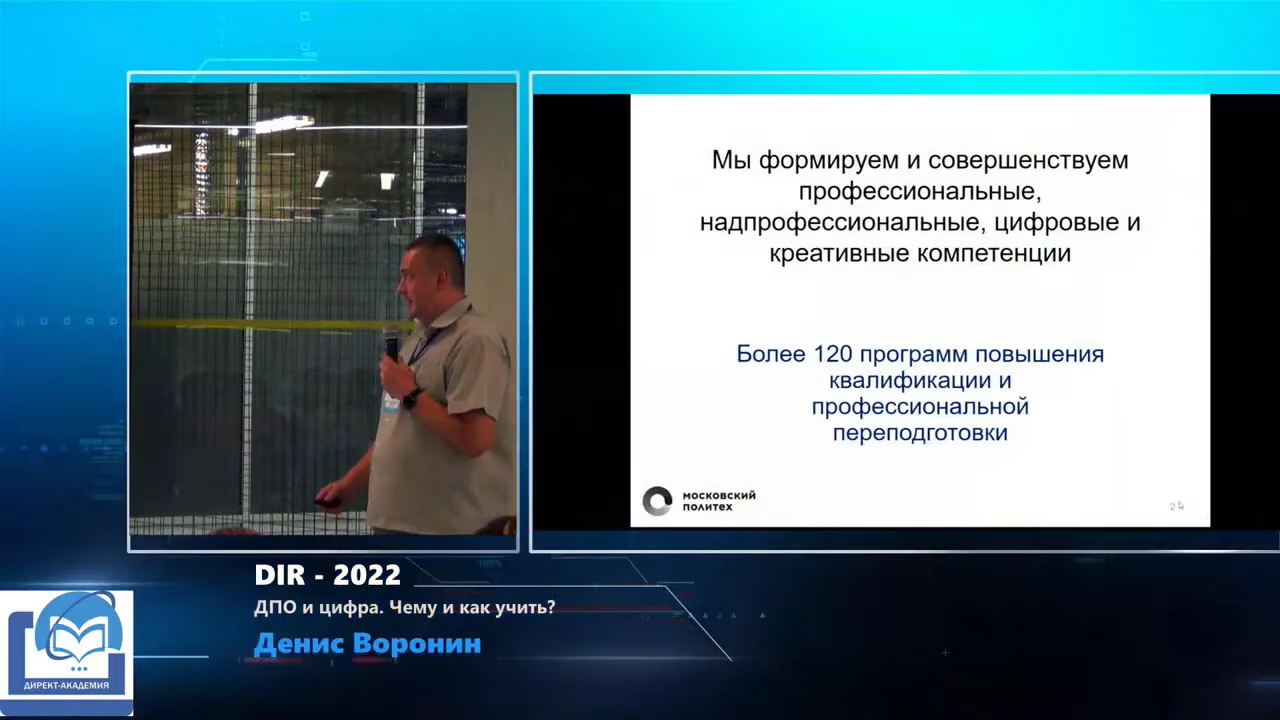 Мы формируем и совершенствуем
профессиональные,
надпрофессиональные, цифровые и
креативные компетенции
Более 120 программ повышения
квалификации и
профессиональной
переподготовки
московский
политех
2
DIR - 2022
ДПО и цифра. Чему и как учить?
Денис Воронин
ДИРЕКТ-АКАДЕМИЯ